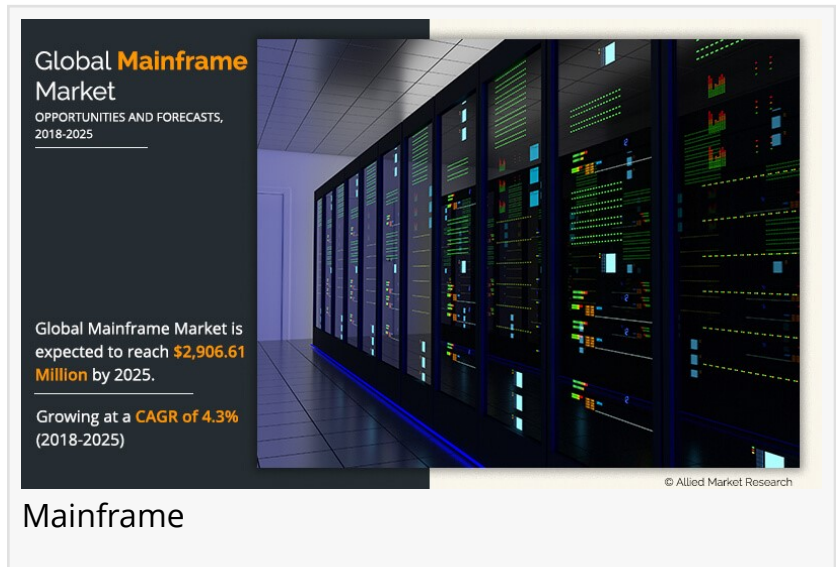 Global Mainframe
Market
OPPORTUNITIES AND FORECASTS,
2018-2025
Global Mainframe Market is
expected to reach $2,906.61
Million by 2025.
Growing at a CAGR of 4.3%
(2018-2025)
© Allied Market Research
Mainframe